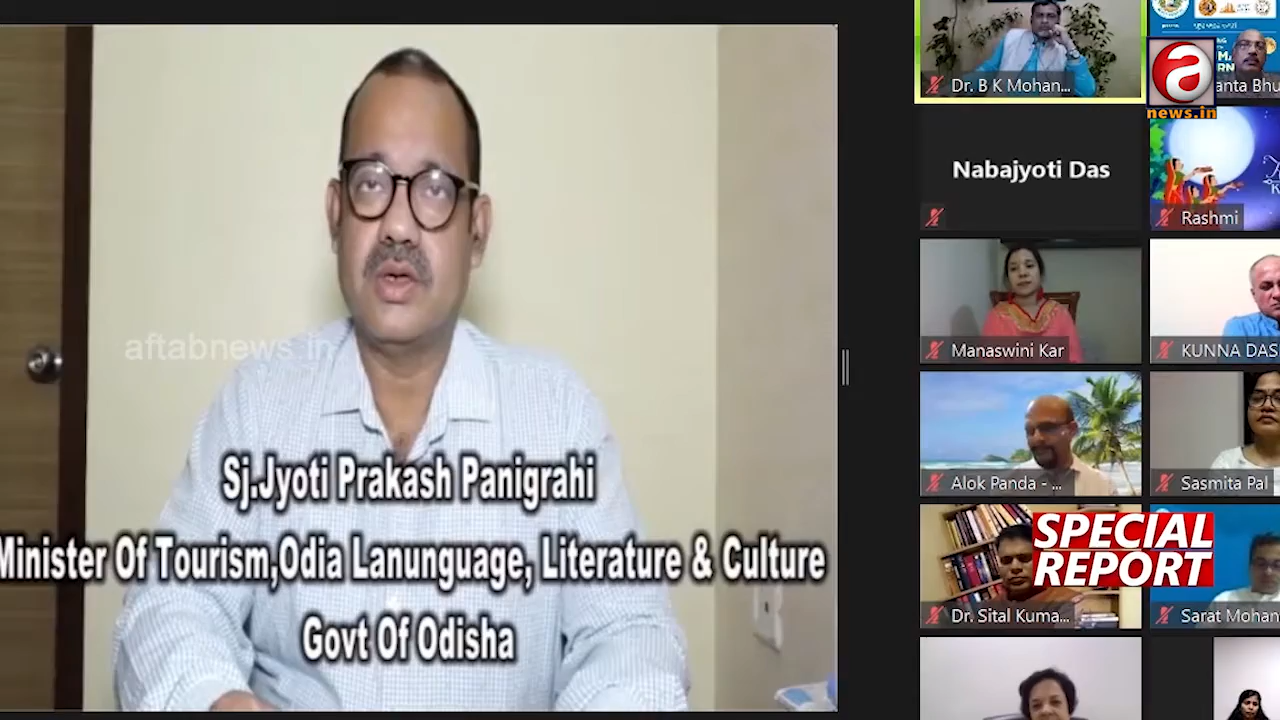 aftabnews.in
Sj.Jyoti Prakash Panigrahi
Minister Of Tourism,Odia Lanunguage, Literature & Culture
Govt Of Odisha
Dr. B K Mohan...
anta Bhu
a
news.in
Nabajyoti Das
Rashmi
Manaswini Kar
KUNNA DAS
Alok Panda - ...
Sasmita Pal
SPECIAL
REPORT
Dr. Sital Kuma...
Sarat Mohan